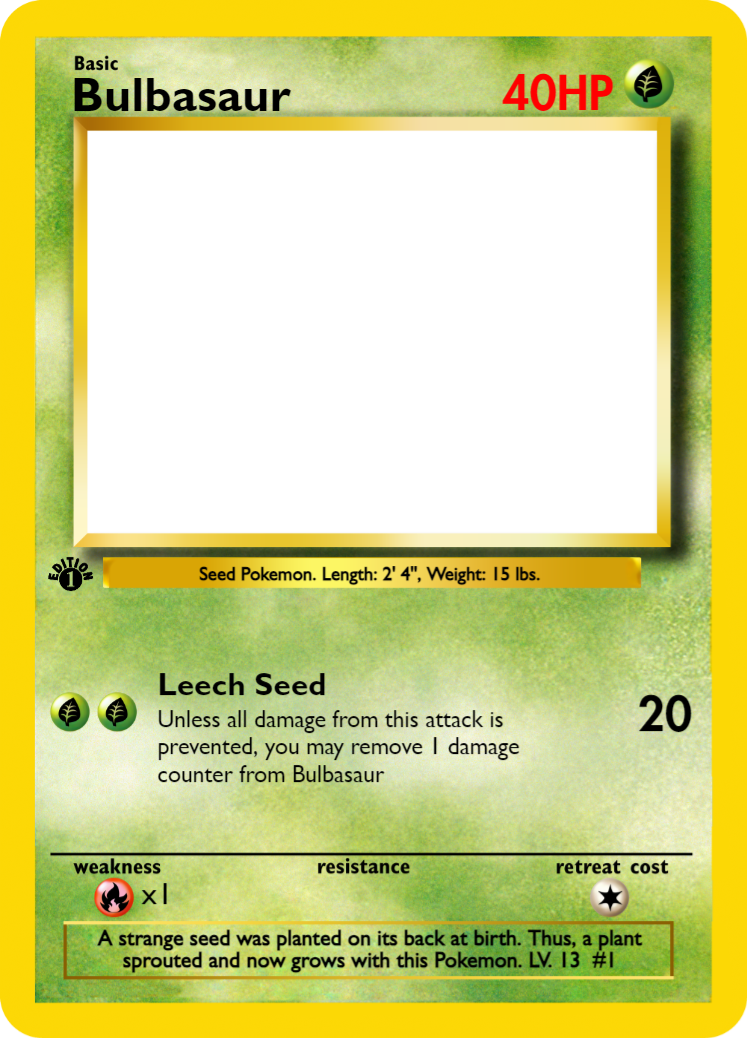 Basic
Bulbasaur
40HP
EDITION
1
Seed Pokemon. Length: 2' 4", Weight: 15 lbs.
Leech Seed
20
Unless all damage from this attack is
prevented, you may remove 1 damage
counter from Bulbasaur
weakness resistance retreat cost
x1
A strange seed was planted on its back at birth. Thus, a plant
sprouted and now grows with this Pokemon. LV. 13 #1